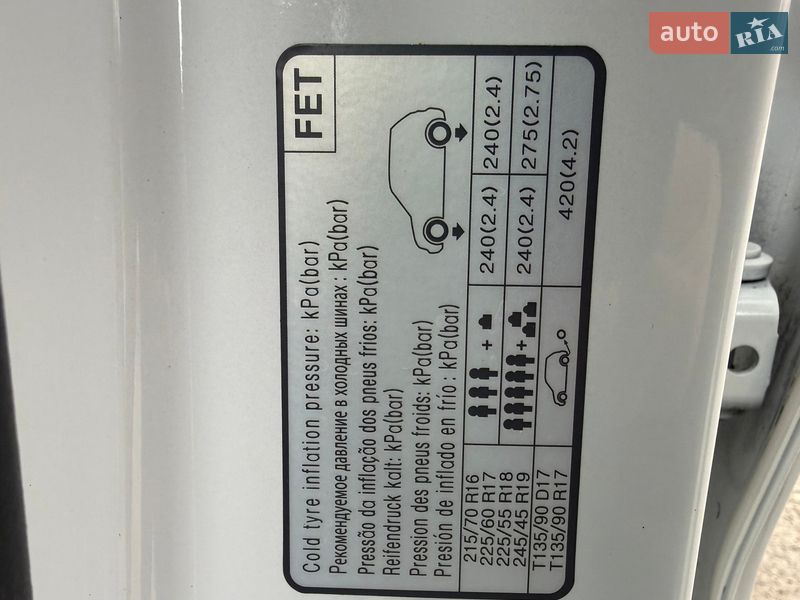 auto RIA.com
FET
Cold tyre inflation pressure: kPa(bar)
Рекомендуемое давление в холодных шинах : kPa(bar)
Pressão da inflação dos pneus frios: kPa(bar)
Reifendruck kalt: kPa(bar)
Pression des pneus froids: kPa(bar)
Presión de inflado en frío : kPa(bar)
215/70 R16
225/60 R17
+
240(2.4) 240(2.4)
225/55 R18
245/45 R19
+
240(2.4) 275(2.75)
T135/90 D17
T135/90 R17
420(4.2)